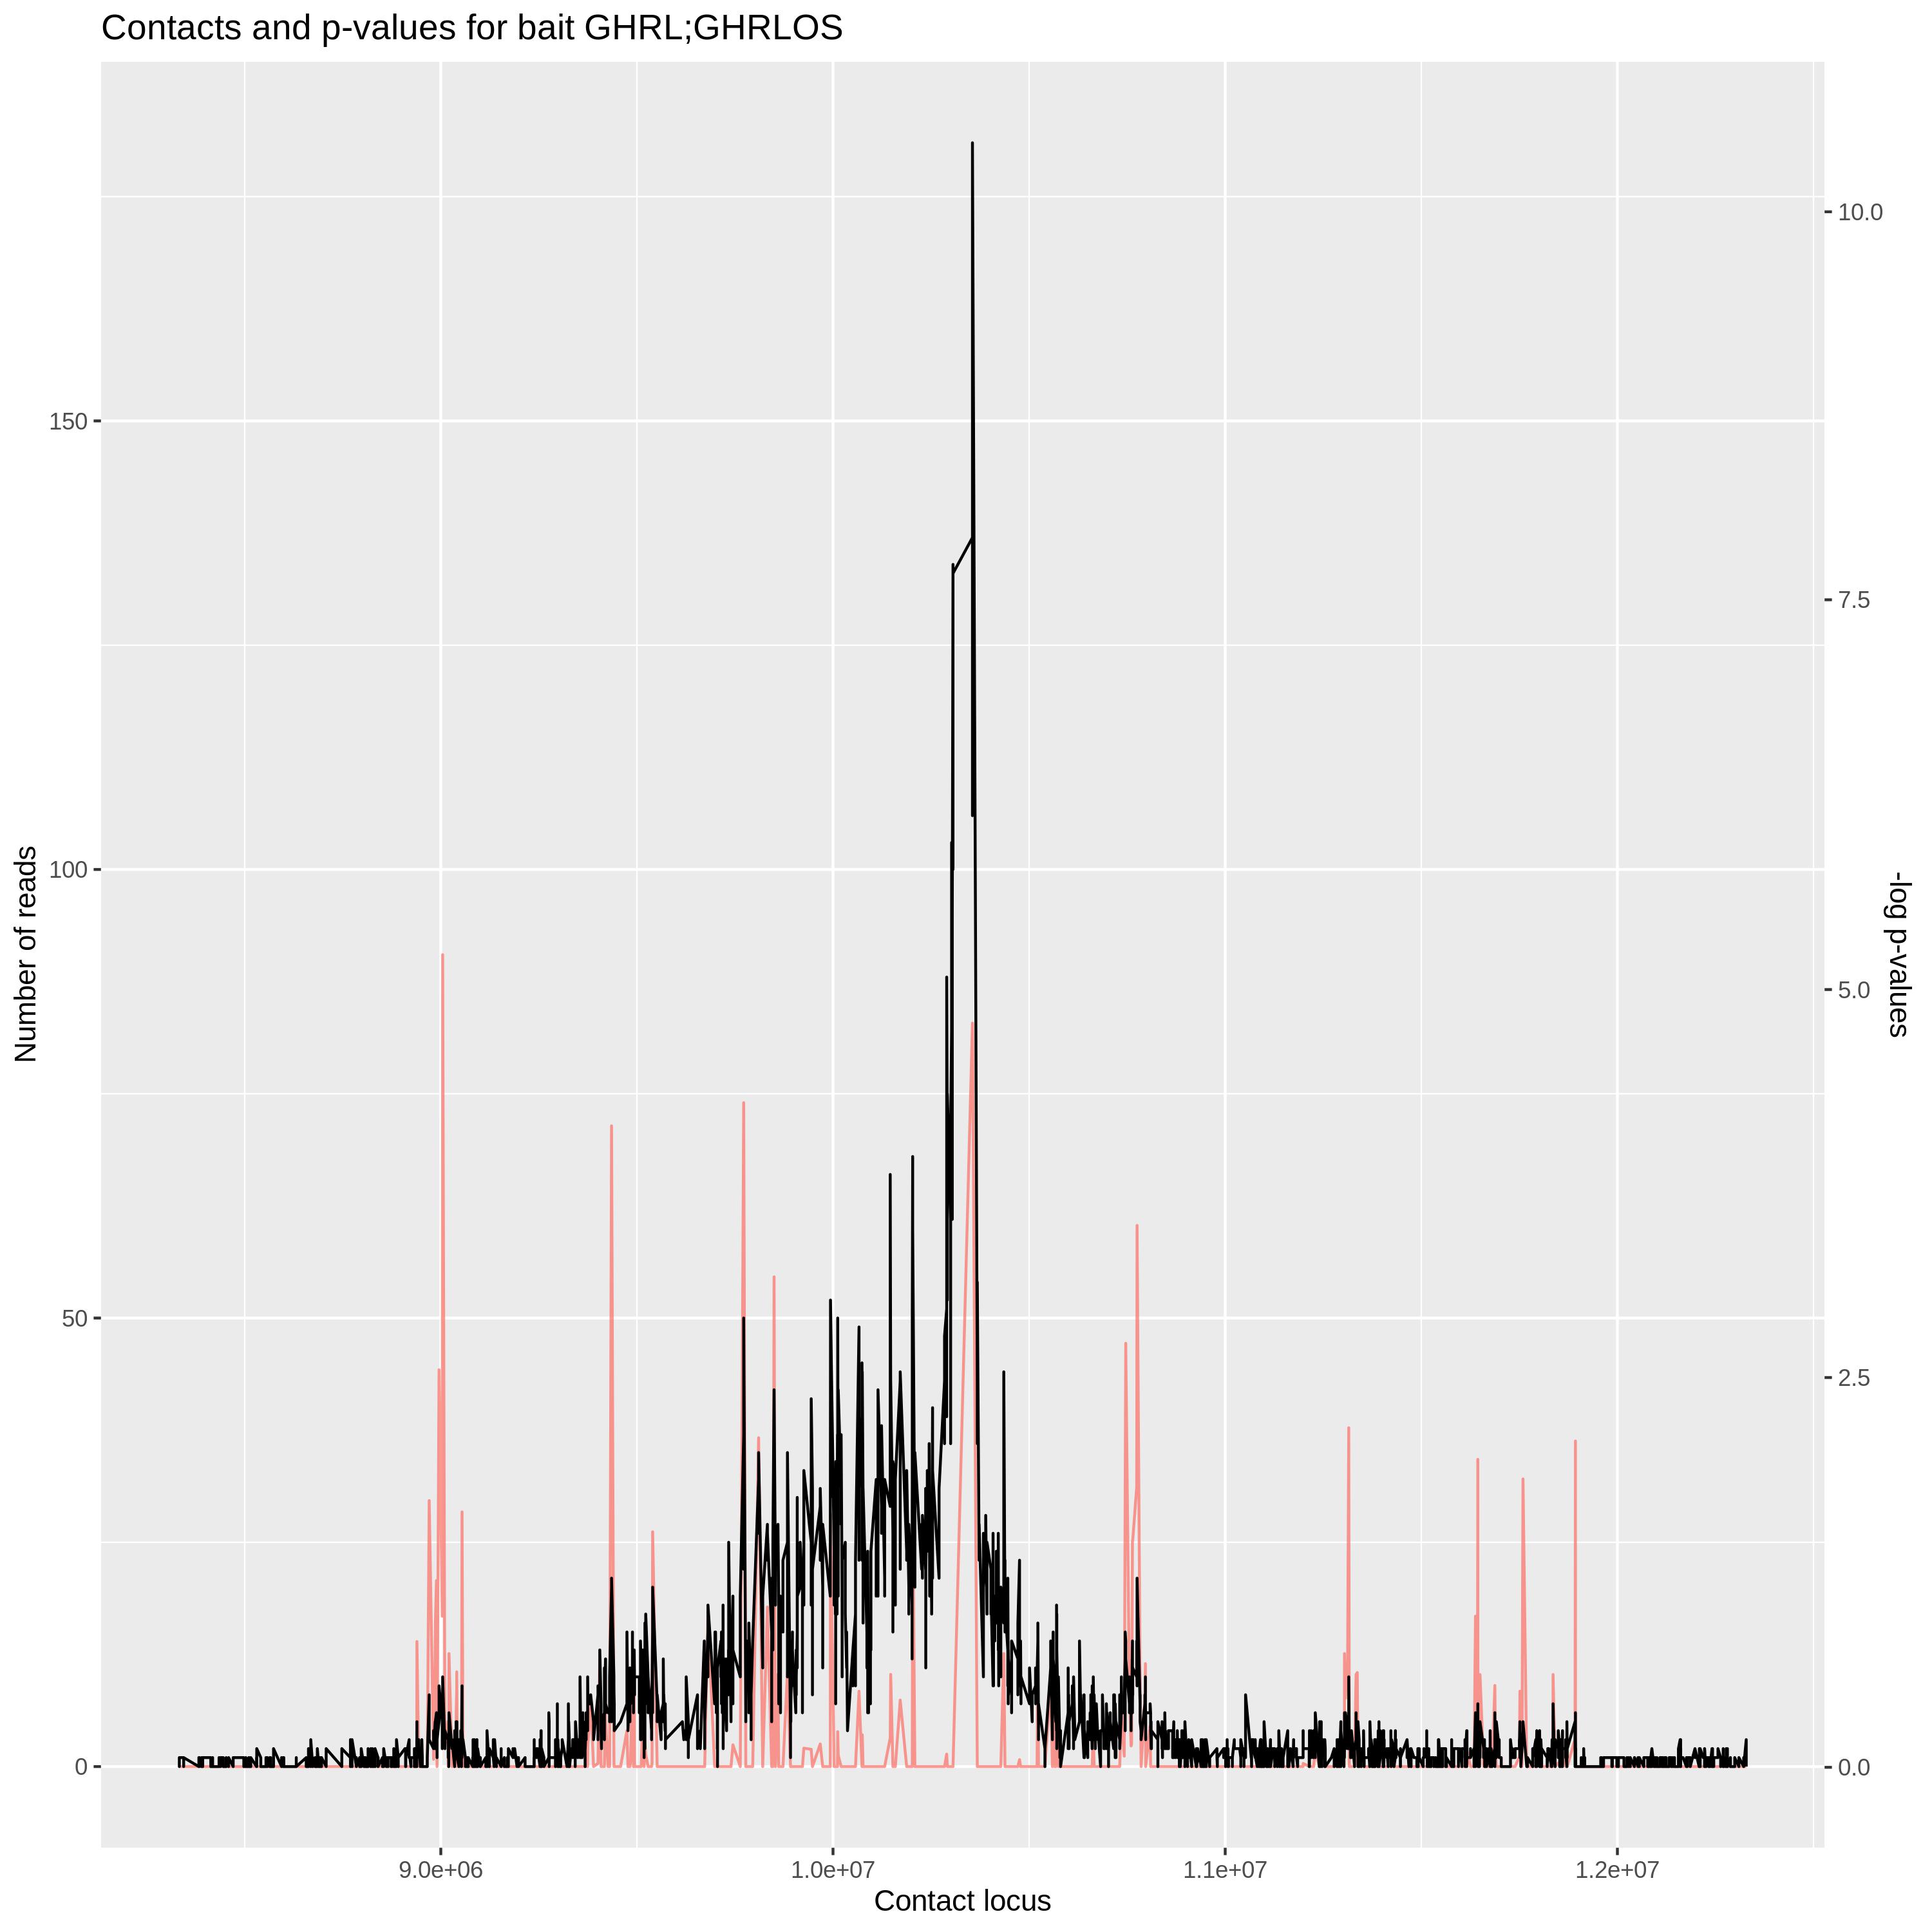 Contacts and p-values for bait GHRL;GHRLOS
10.0
150
7.5
100
5.0
Number of reads
-log p-values
50
2.5
0
0.0
9.0e+06 1.0e+07 1.1e+07 1.2e+07
Contact locus